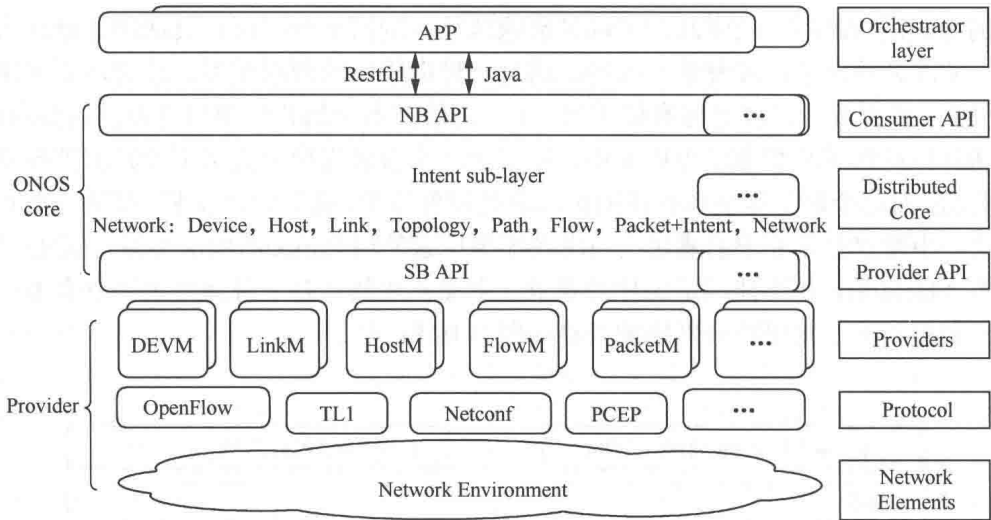 APP
Orchestrator
layer
Restful
Java
NB API
...
Consumer API
ONOS
core
Intent sub-layer
...
Distributed
Core
Network: Device, Host, Link, Topology, Path, Flow, Packet+Intent, Network
SB API
...
Provider API
DEVM
LinkM
HostM
FlowM
PacketM
...
Providers
Provider
OpenFlow
TL1
Netconf
PCEP
...
Protocol
Network Environment
Network
Elements